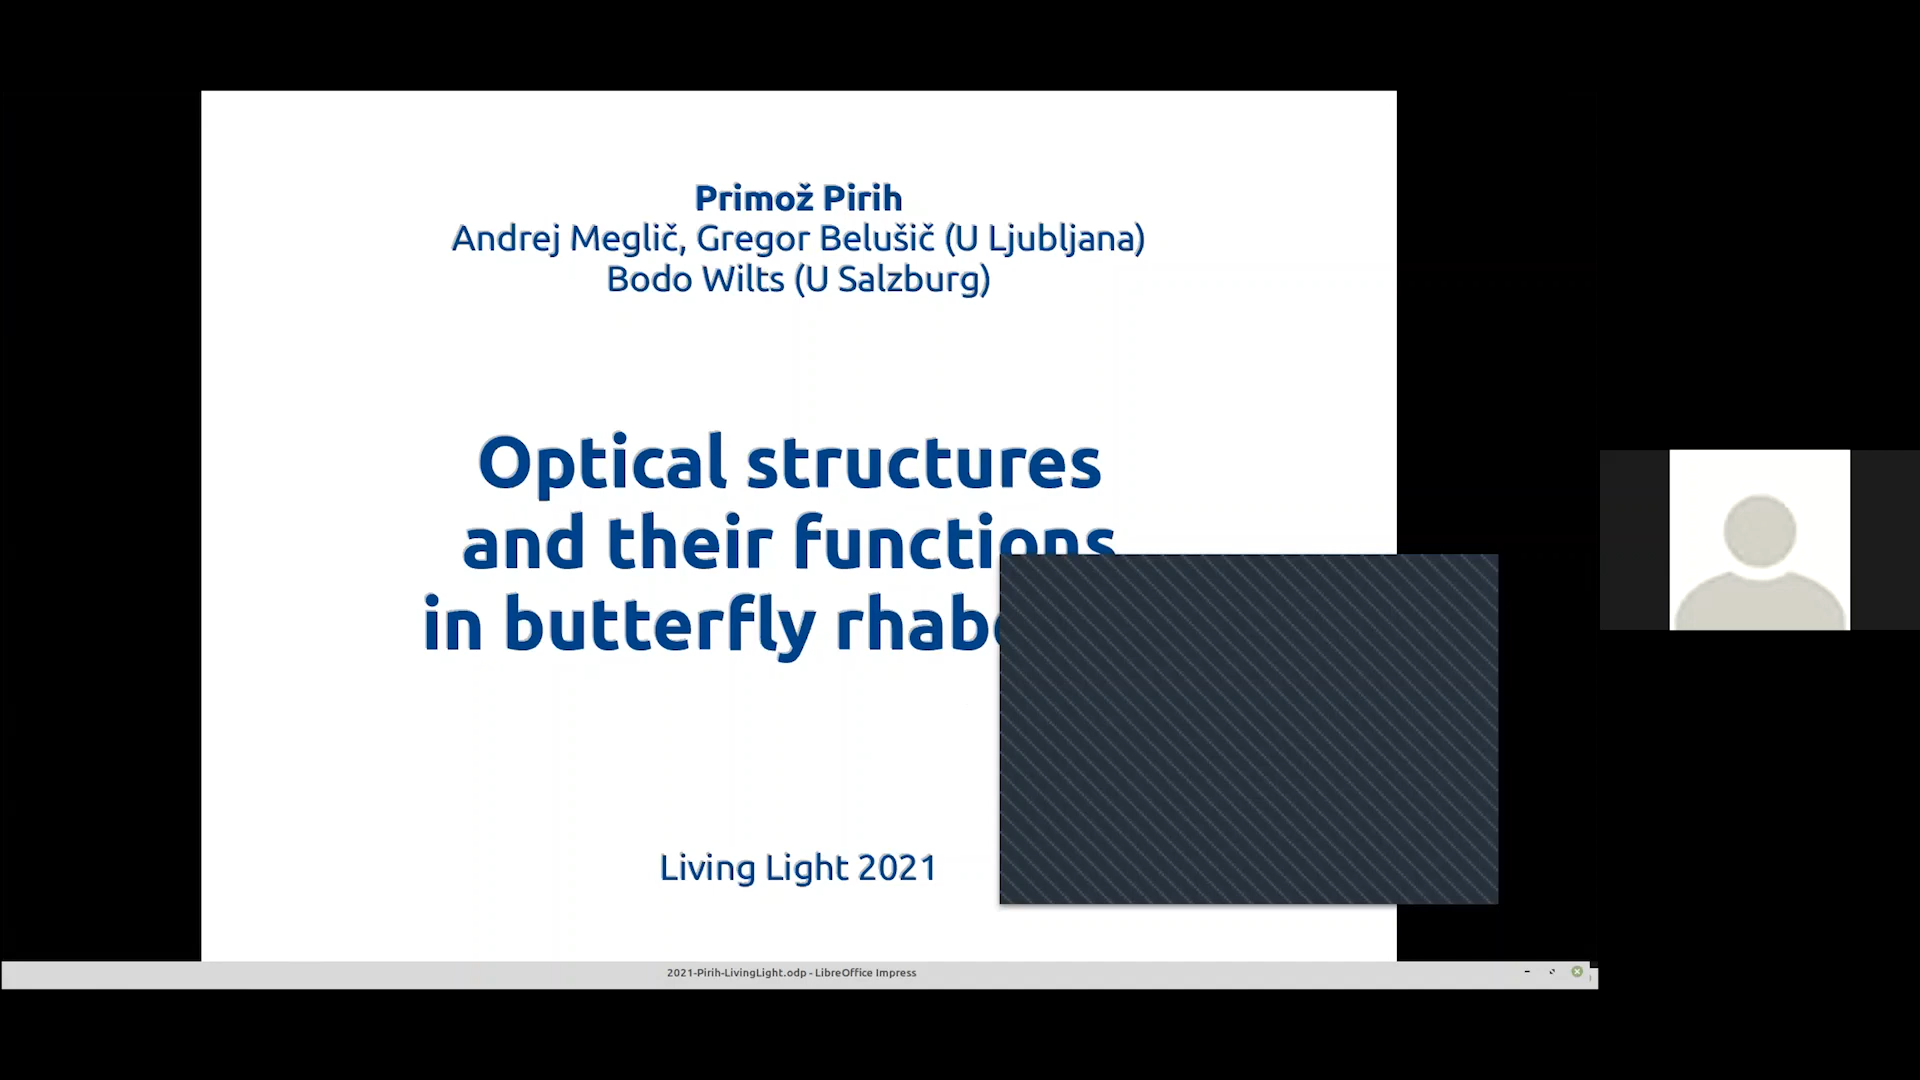 Primož Pirih
Andrej Meglič, Gregor Belušič (U Ljubljana)
Bodo Wilts (U Salzburg)
Optical structures
and their functions
in butterfly
Living Light 2021
2021-Pirih-LivingLight.odp - LibreOffice Impress